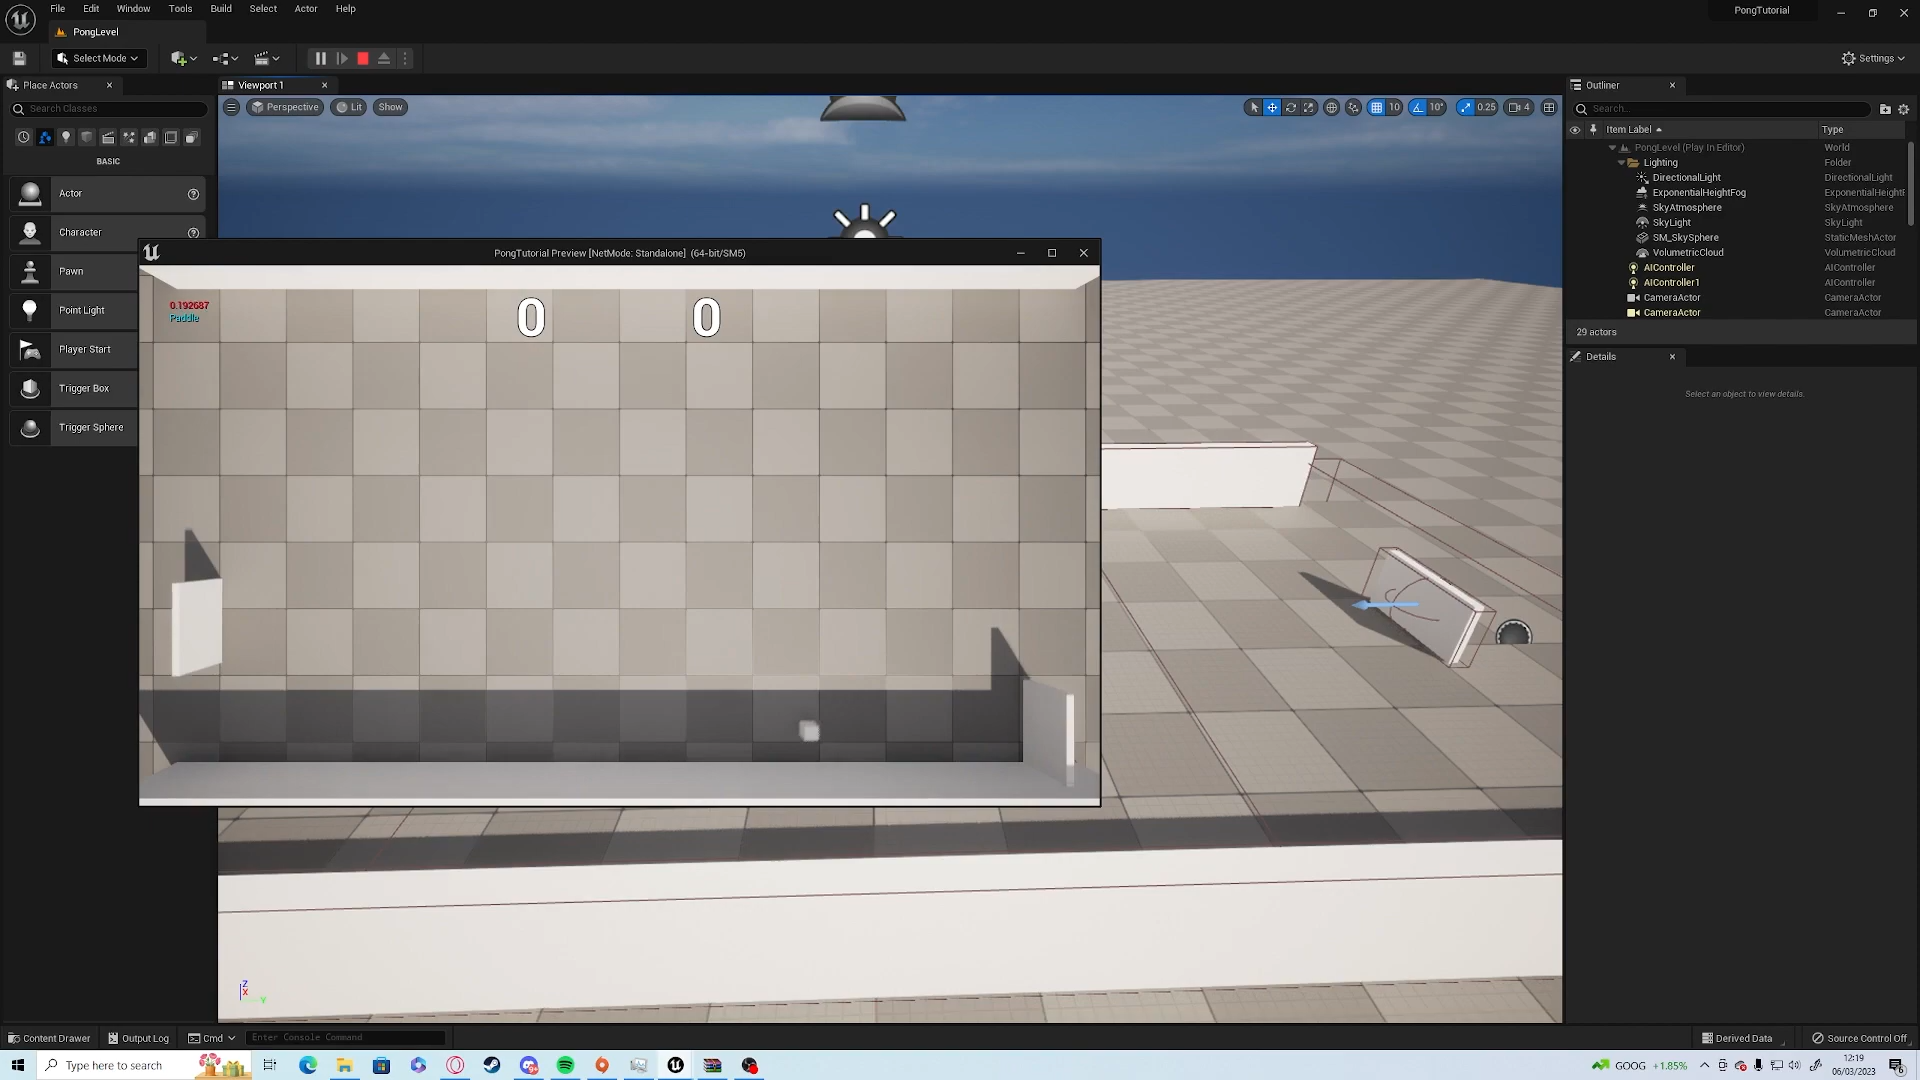 File Edit Window Tools Build Select Actor Help
PongTutorial
PongLevel
Select Mode
Settings
Place Actors
Viewport 1
Outliner
Search Classes
Perspective Lit Show
10 10° 0.25 4
Search...
Item Label Type
BASIC
PongLevel (Play In Editor) World
Lighting Folder
DirectionalLight DirectionalLight
ExponentialHeightFog ExponentialHeightF
SkyAtmosphere SkyAtmosphere
SkyLight SkyLight
SM_SkySphere StaticMeshActor
VolumetricCloud VolumetricCloud
AIController AIController
AIController1 AIController
CameraActor CameraActor
CameraActor CameraActor
29 actors
Details
Select an object to view details.
Actor
Character
Pawn
Point Light
Player Start
Trigger Box
Trigger Sphere
PongTutorial Preview [NetMode: Standalone] (64-bit/SM5)
0.192687
Paddle
0 0
Z
X
Y
Content Drawer Output Log Cmd Enter Console Command
Derived Data Source Control Off
Type here to search
GOOG +1.85%
12:19
06/03/2023